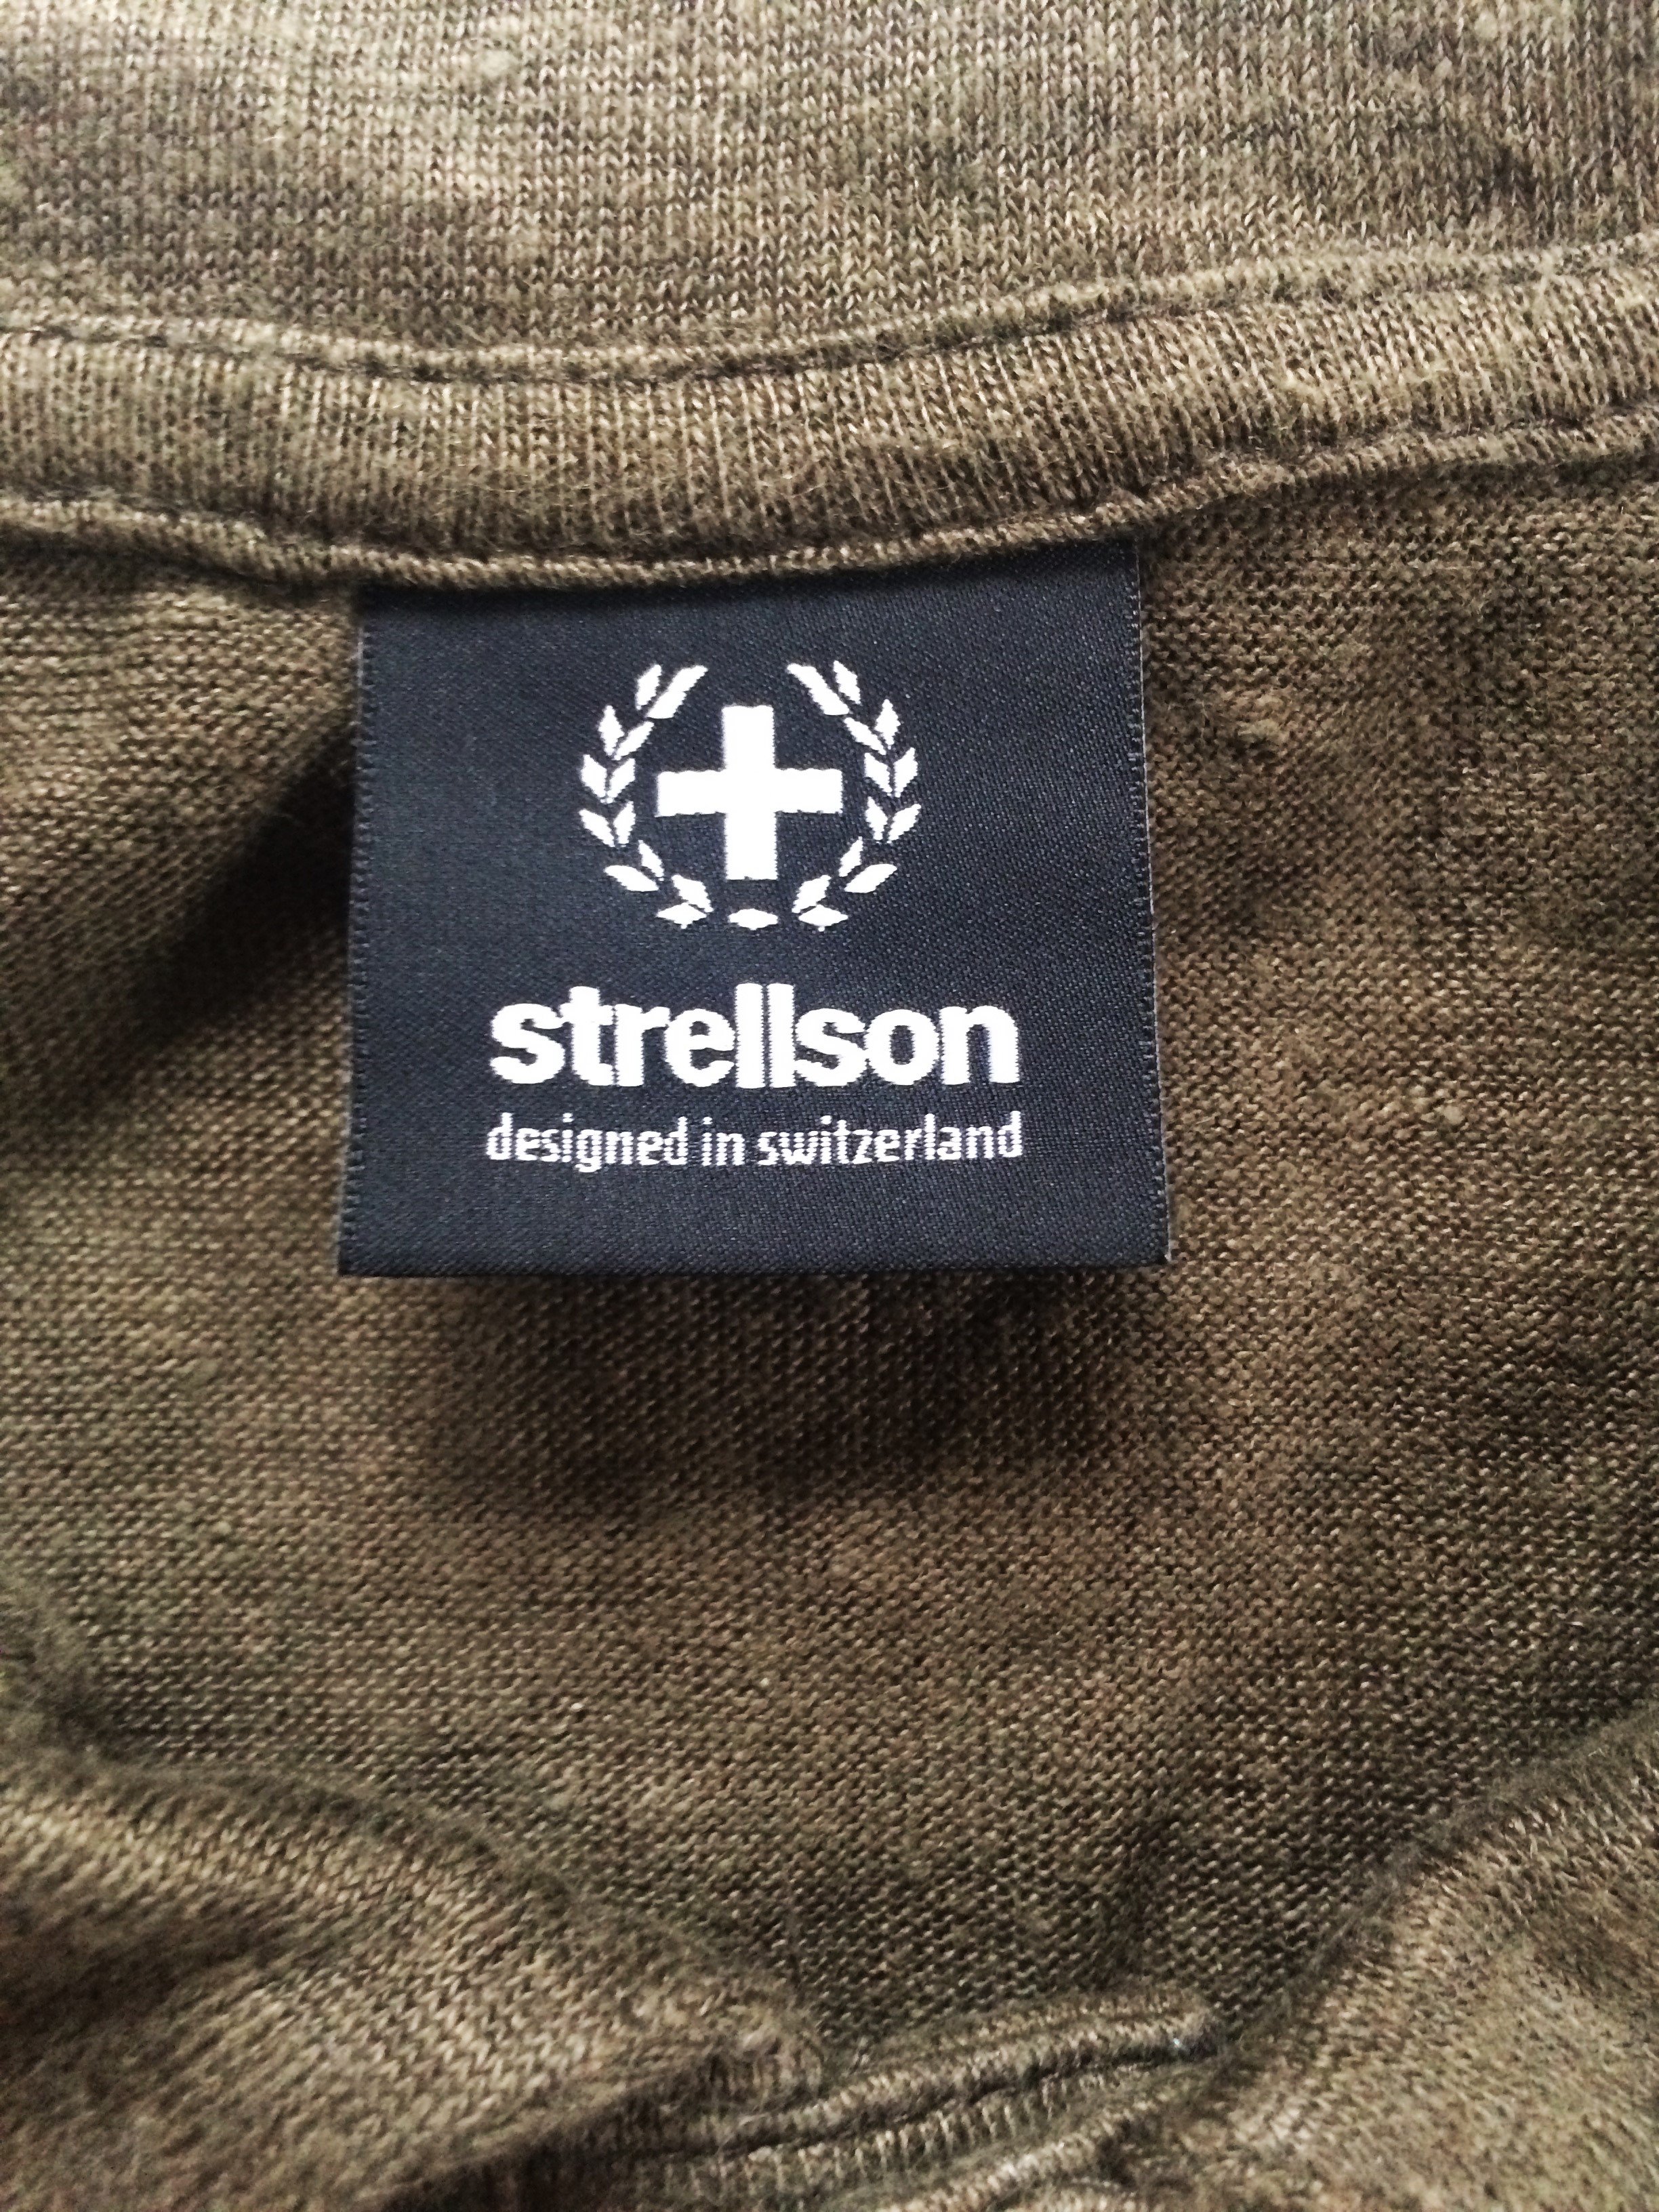 strellson
designed in switzerland